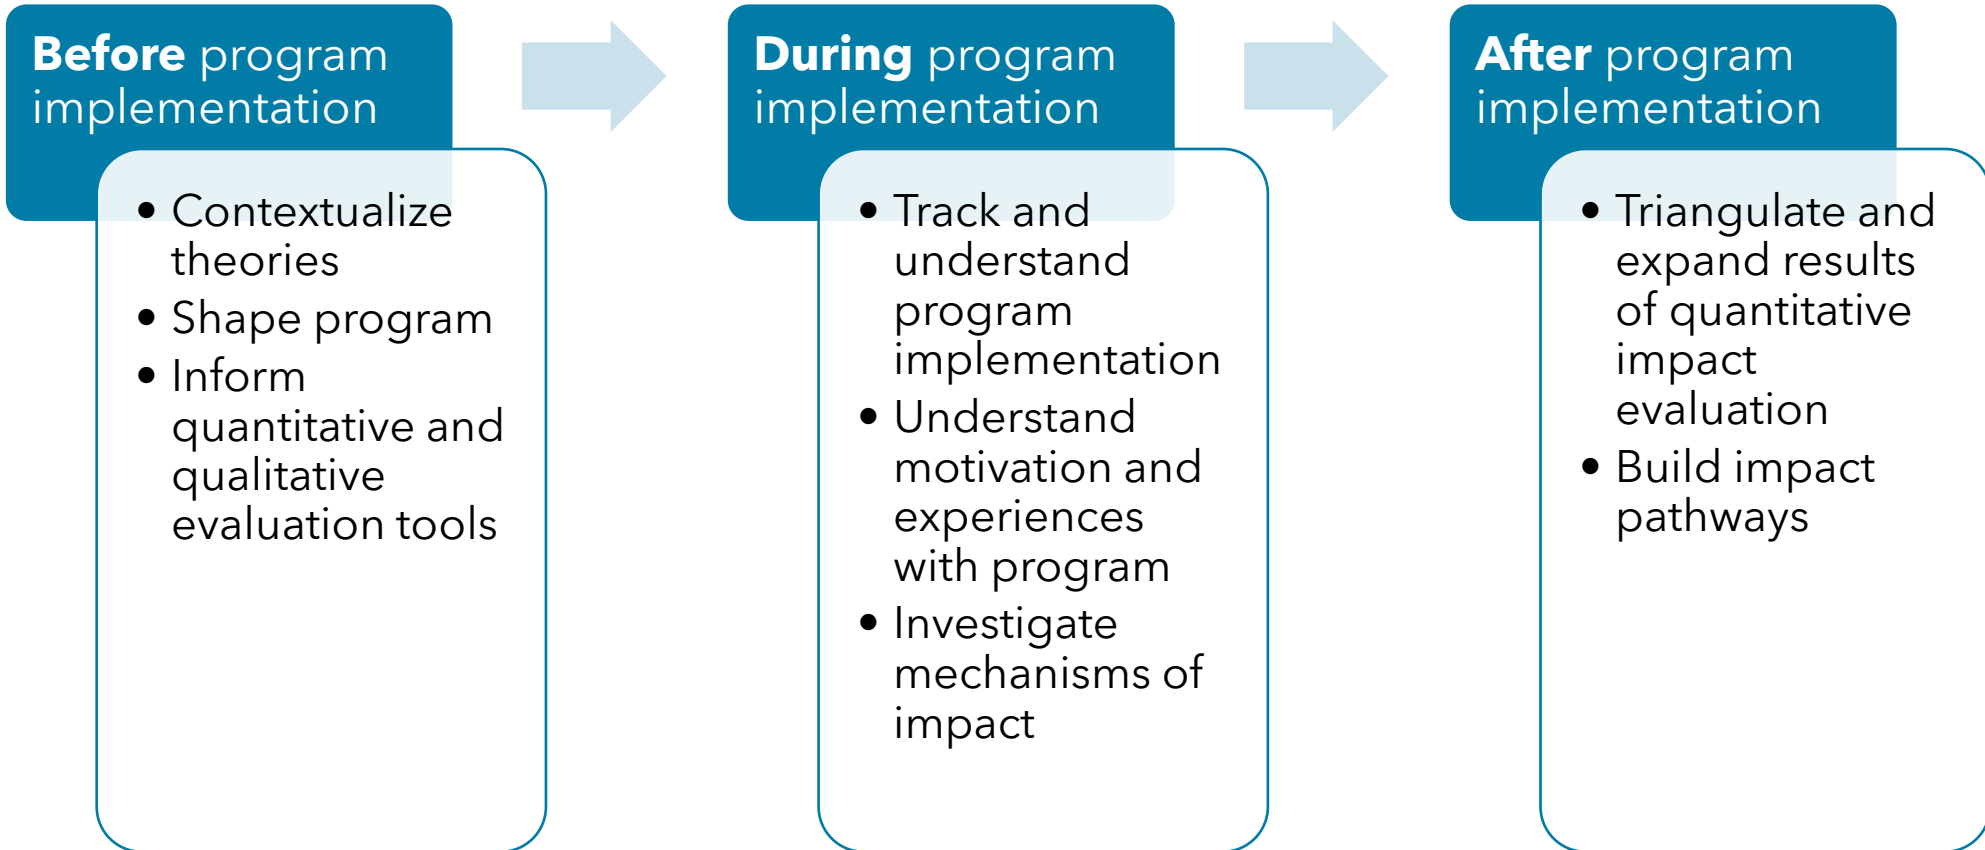 Before program
implementation
• Contextualize
theories
• Shape program
• Inform
quantitative and
qualitative
evaluation tools
During program
implementation
• Track and
understand
program
implementation
• Understand
motivation and
experiences
with program
• Investigate
mechanisms of
impact
After program
implementation
• Triangulate and
expand results
of quantitative
impact
evaluation
• Build impact
pathways